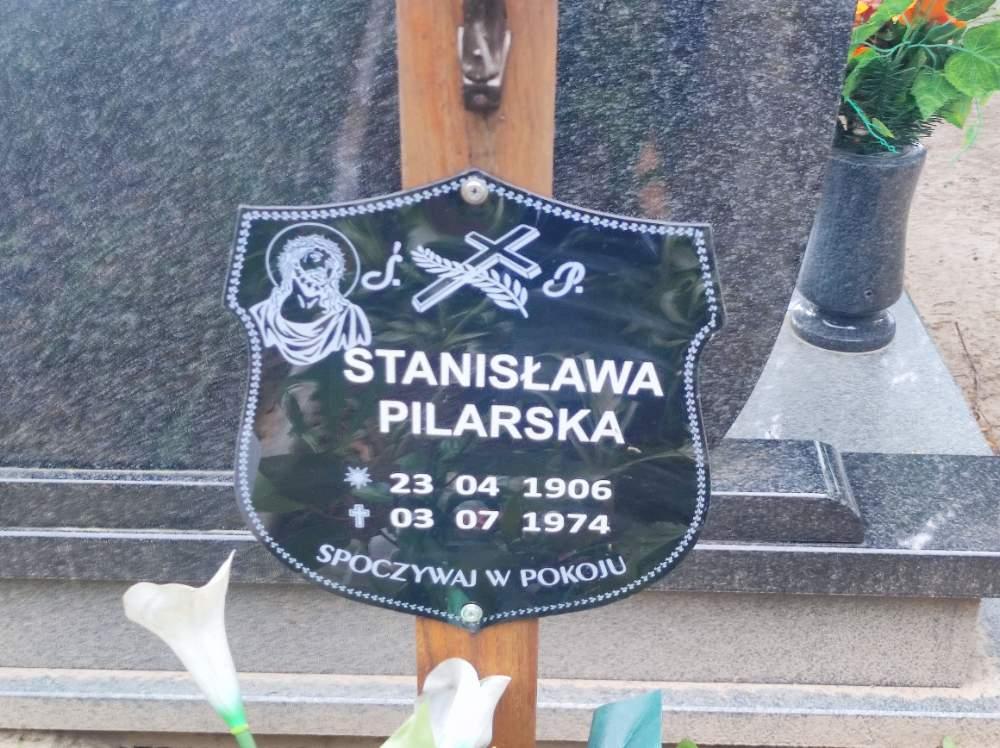 Ś. P.
STANISŁAWA
PILARSKA
23 04 1906
03 07 1974
SPOCZYWAJ W POKOJU